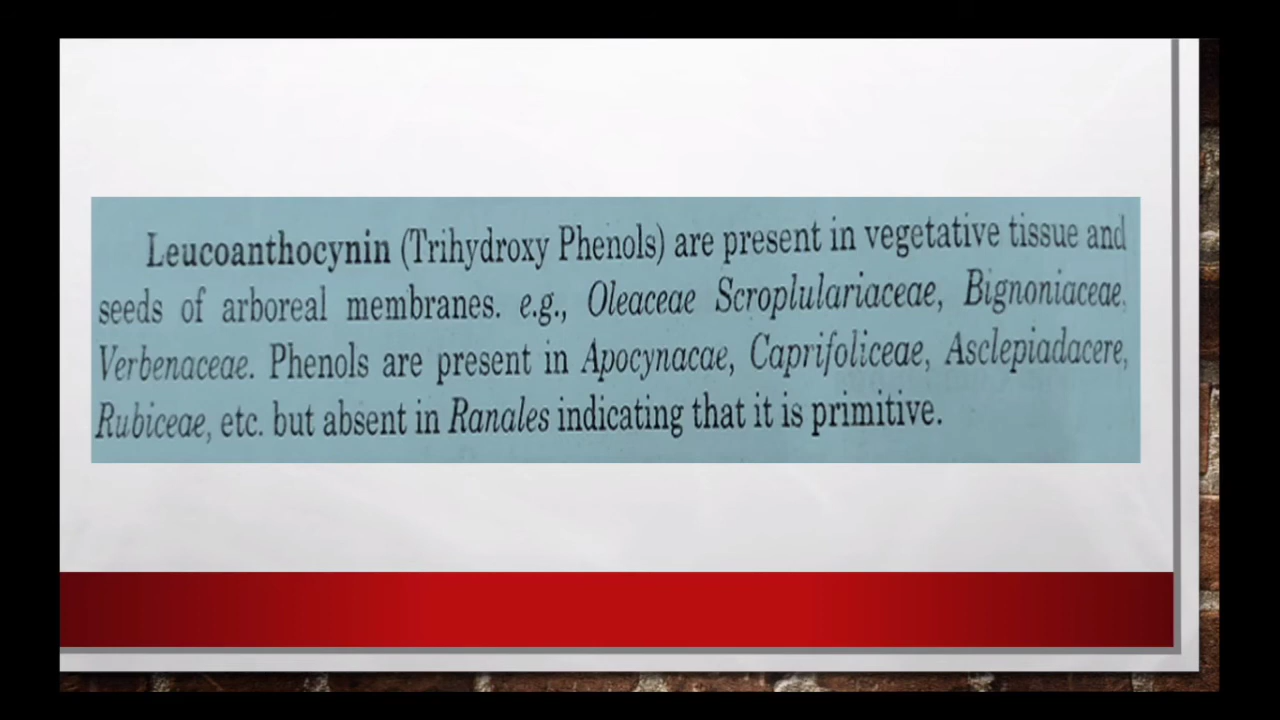 Leucoanthocynin (Trihydroxy Phenols) are present in vegetative tissue and
seeds of arboreal membranes. e.g., Oleaceae Scroplulariaceae, Bignoniaceae,
Verbenaceae. Phenols are present in Apocynacae, Caprifoliceae, Asclepiadacere,
Rubiceae, etc. but absent in Ranales indicating that it is primitive.